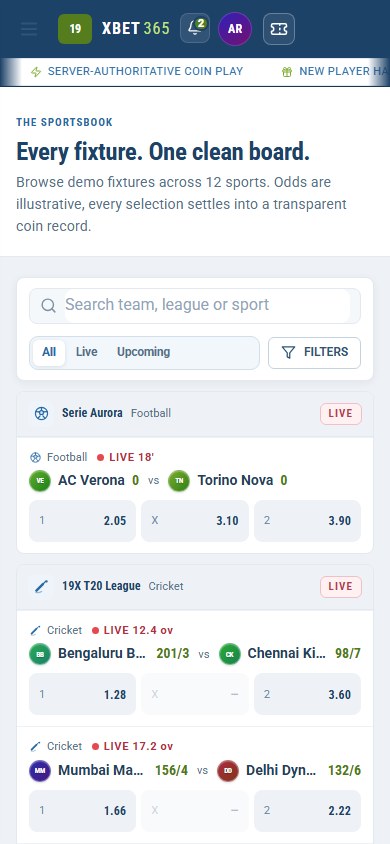 19 XBET 365 2 AR
SERVER-AUTHORITATIVE COIN PLAY NEW PLAYER HA
THE SPORTSBOOK
Every fixture. One clean board.
Browse demo fixtures across 12 sports. Odds are
illustrative, every selection settles into a transparent
coin record.
Search team, league or sport
All Live Upcoming FILTERS
Serie Aurora Football LIVE
Football LIVE 18'
VE AC Verona 0 vs TN Torino Nova 0
1 2.05 X 3.10 2 3.90
19X T20 League Cricket LIVE
Cricket LIVE 12.4 ov
BB Bengaluru B... 201/3 vs CK Chennai Ki... 98/7
1 1.28 X – 2 3.60
Cricket LIVE 17.2 ov
MM Mumbai Ma... 156/4 vs DD Delhi Dyn... 132/6
1 1.66 X – 2 2.22